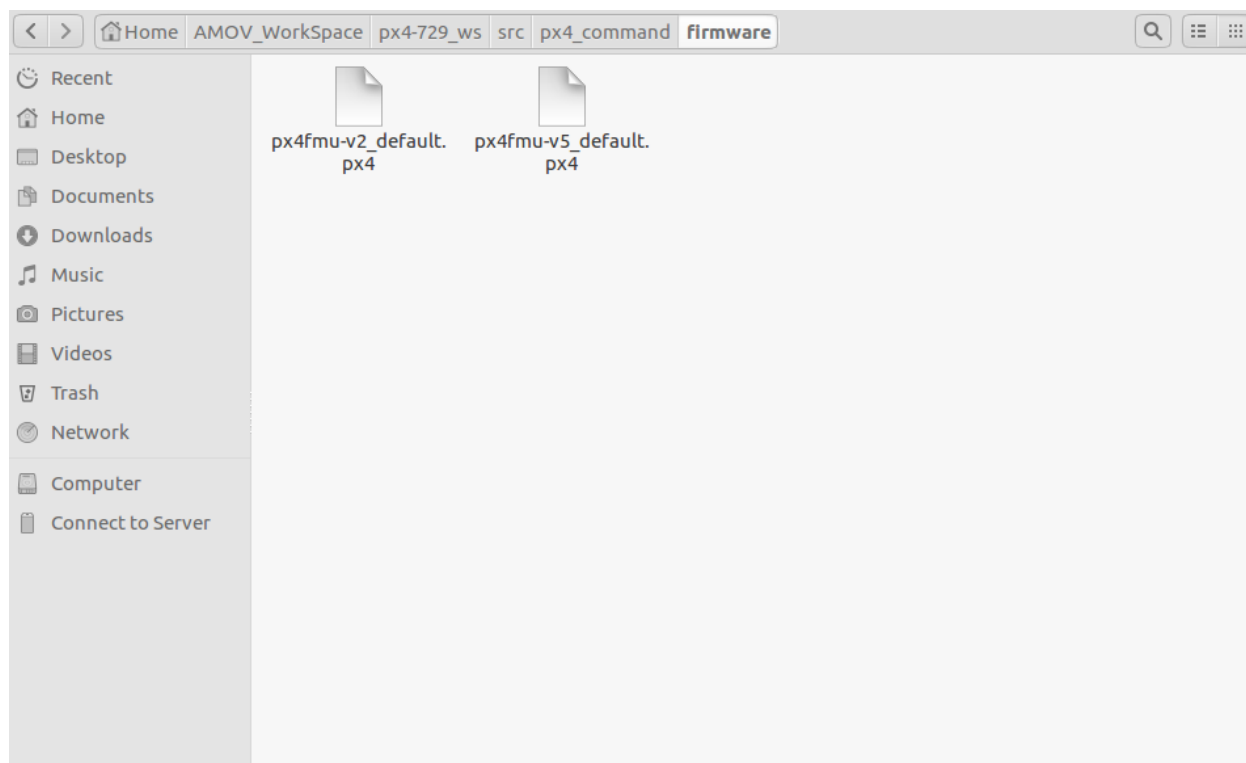 Home AMOV_WorkSpace px4-729_ws src px4_command firmware
Recent
Home
Desktop
Documents
Downloads
Music
Pictures
Videos
Trash
Network
Computer
Connect to Server
px4fmu-v2_default.
px4
px4fmu-v5_default.
px4